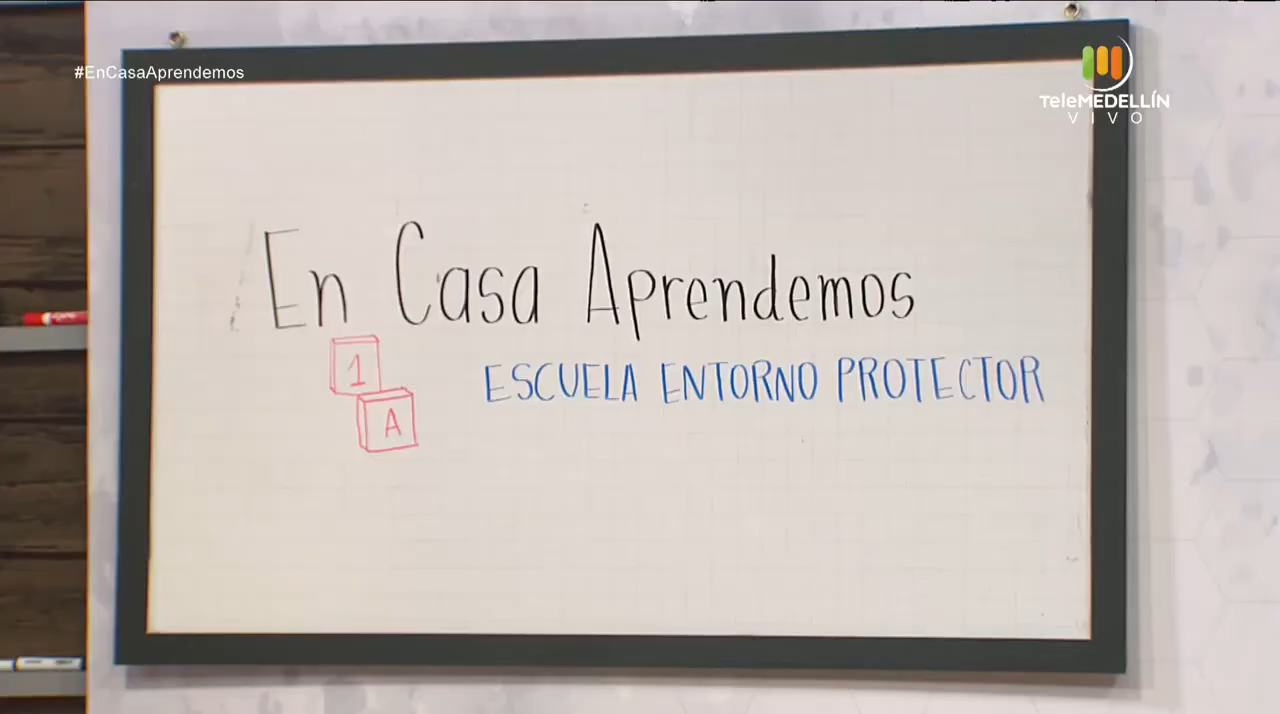 #EnCasaAprendemos
TeleMEDELLÍN
VIVO
En Casa Aprendemos
1
ESCUELA ENTORNO PROTECTOR
A